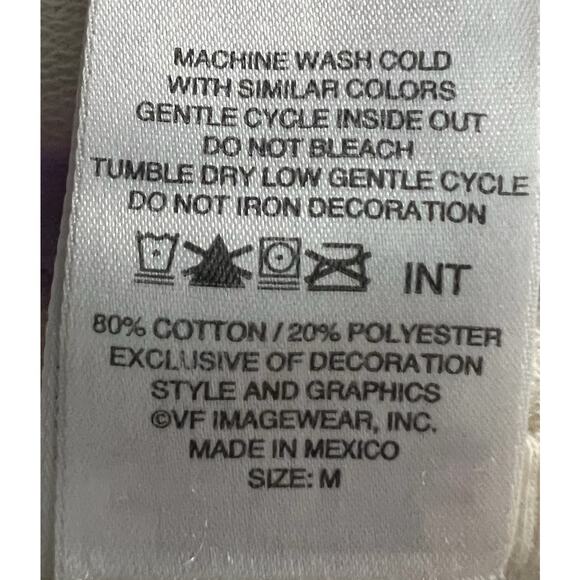 MACHINE WASH COLD
WITH SIMILAR COLORS
GENTLE CYCLE INSIDE OUT
DO NOT BLEACH
TUMBLE DRY LOW GENTLE CYCLE
DO NOT IRON DECORATION
INT
80% COTTON / 20% POLYESTER
EXCLUSIVE OF DECORATION
STYLE AND GRAPHICS
©VF IMAGEWEAR, INC.
MADE IN MEXICO
SIZE: M